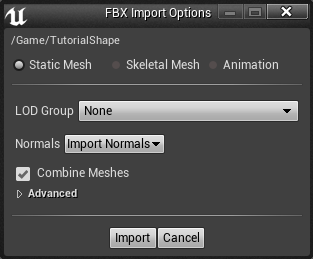 FBX Import Options
/Game/TutorialShape
Static Mesh Skeletal Mesh Animation
LOD Group None
Normals Import Normals
Combine Meshes
Advanced
Import Cancel